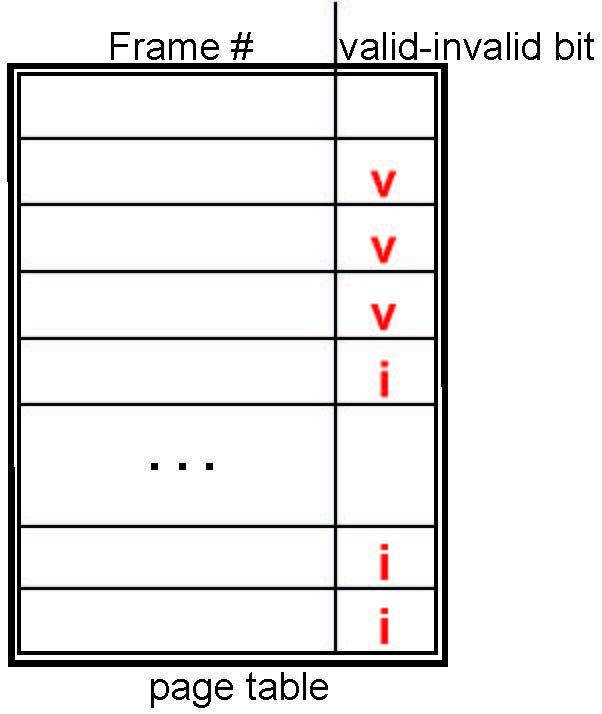 Frame # valid-invalid bit
v
v
v
i
. . .
i
i
page table